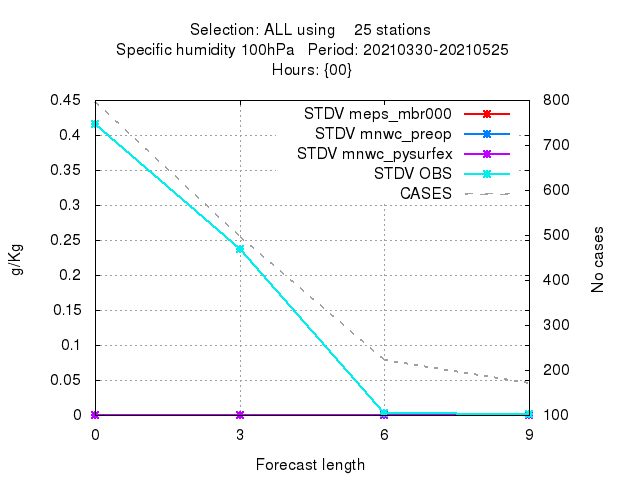 Selection: ALL using 25 stations
Specific humidity 100hPa Period: 20210330-20210525
Hours: {00}
STDV meps_mbr000
STDV mnwc_preop
STDV mnwc_pysurfex
STDV OBS
CASES
0.45
0.4
0.35
0.3
0.25
0.2
0.15
0.1
0.05
0
g/Kg
800
700
600
500
400
300
200
100
No cases
0 3 6 9
Forecast length